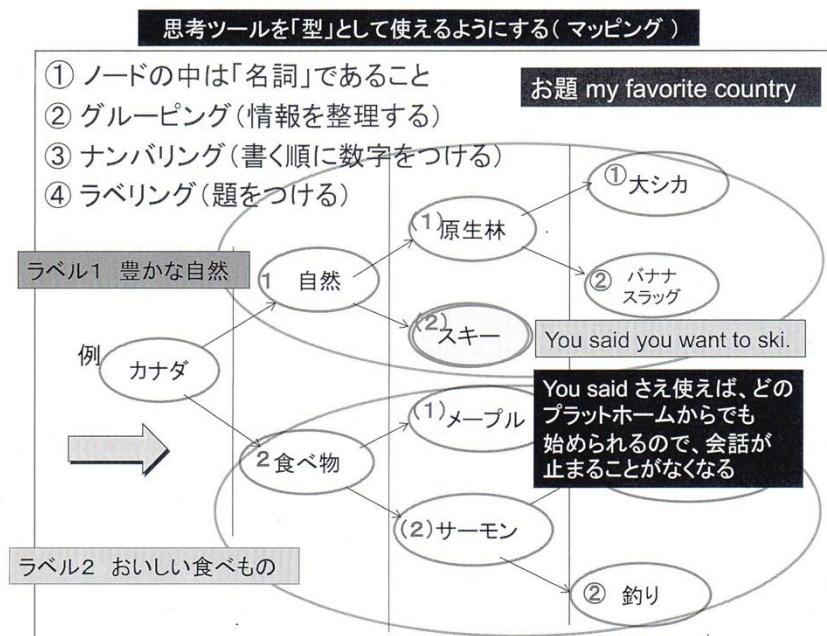 思考ツールを「型」として使えるようにする( マッピング )
① ノードの中は「名詞」であること
② グルーピング(情報を整理する)
③ ナンバリング(書く順に数字をつける)
④ ラベリング(題をつける)
お題 my favorite country
ラベル1 豊かな自然
例
カナダ
1 自然
(1)原生林
① 大シカ
② バナナ
スラッグ
(2)スキー
You said you want to ski.
2 食べ物
(1)メープル
You said さえ使えば、どの
プラットホームからでも
始められるので、会話が
止まることがなくなる
(2)サーモン
② 釣り
ラベル2 おいしい食べもの